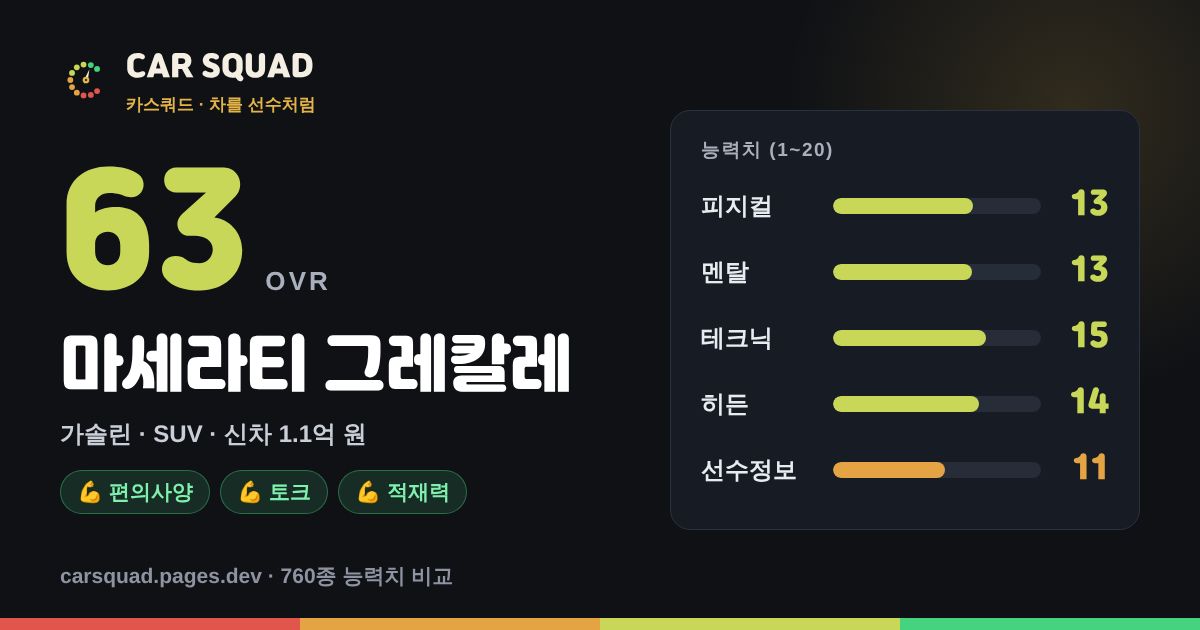 CAR SQUAD
카스쿼드 · 차를 선수처럼
63 OVR
마세라티 그레칼레
가솔린 · SUV · 신차 1.1억 원
💪 편의사양 💪 토크 💪 적재력
carsquad.pages.dev · 760종 능력치 비교
능력치 (1~20)
피지컬 13
멘탈 13
테크닉 15
히든 14
선수정보 11